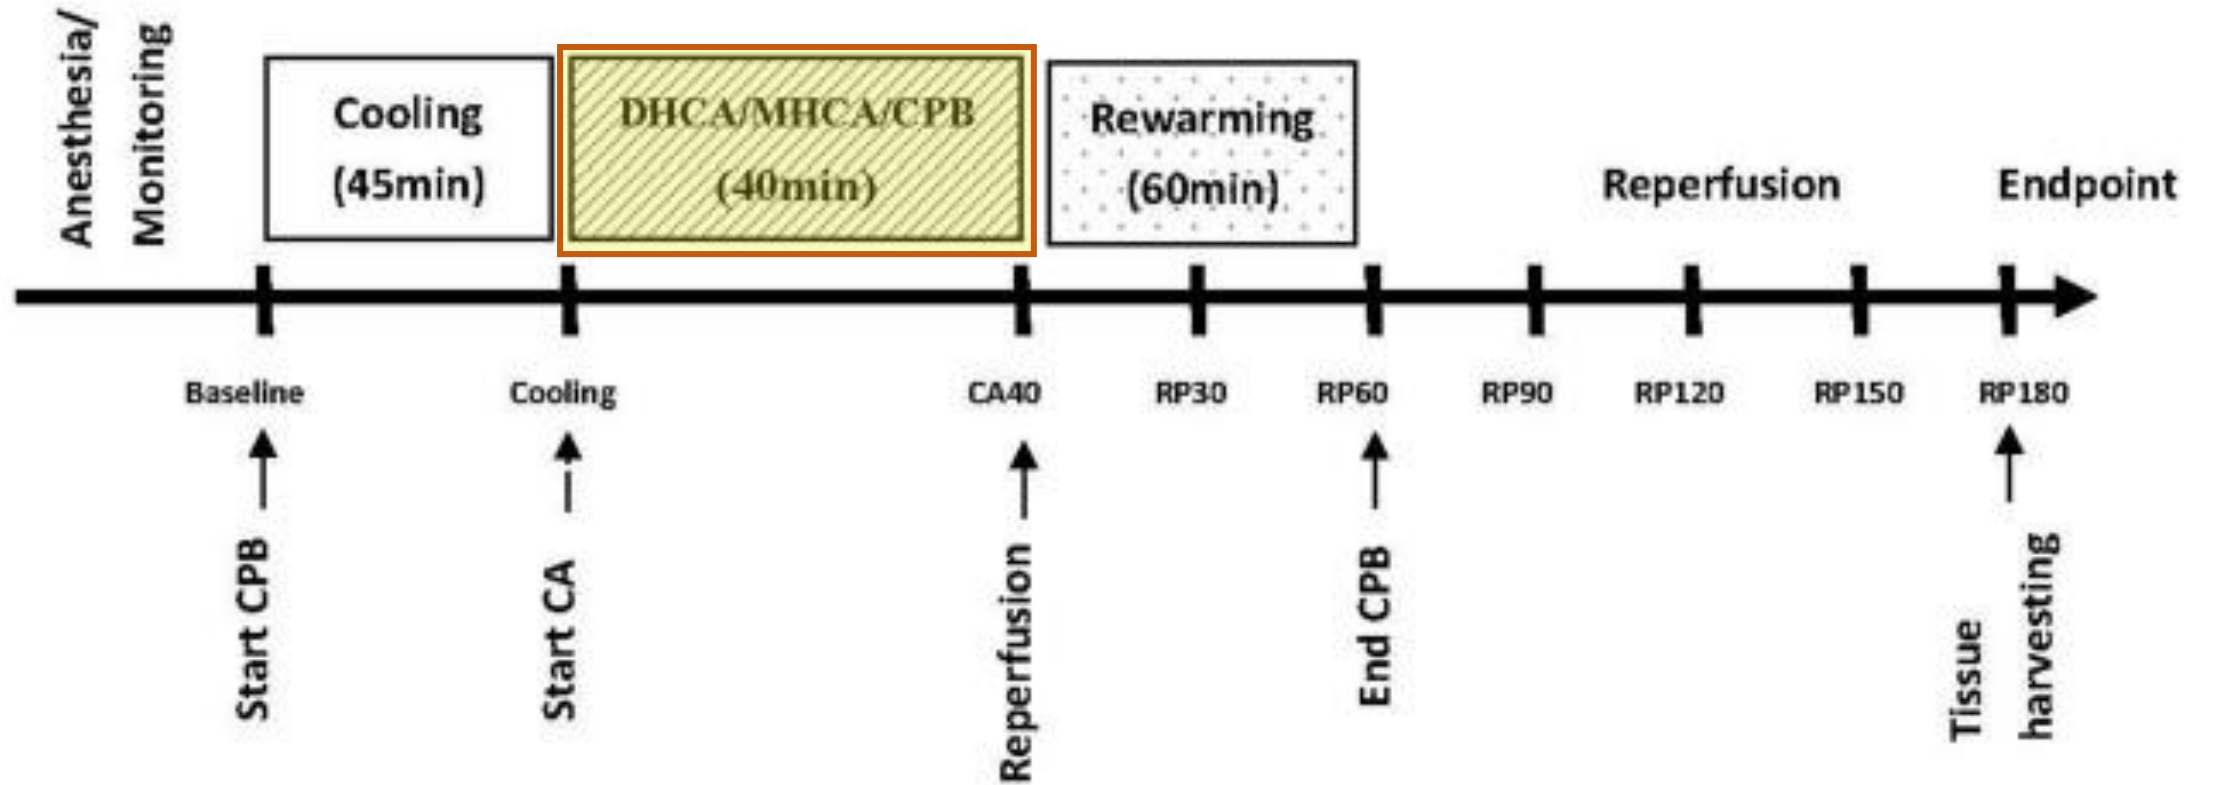 Anesthesia/
Monitoring
Cooling
(45min)
DHCA/MHCA/CPB
(40min)
Rewarming
(60min)
Reperfusion
Endpoint
Baseline
Cooling
CA40
RP30
RP60
RP90
RP120
RP150
RP180
Start CPB
Start CA
Reperfusion
End CPB
Tissue
harvesting